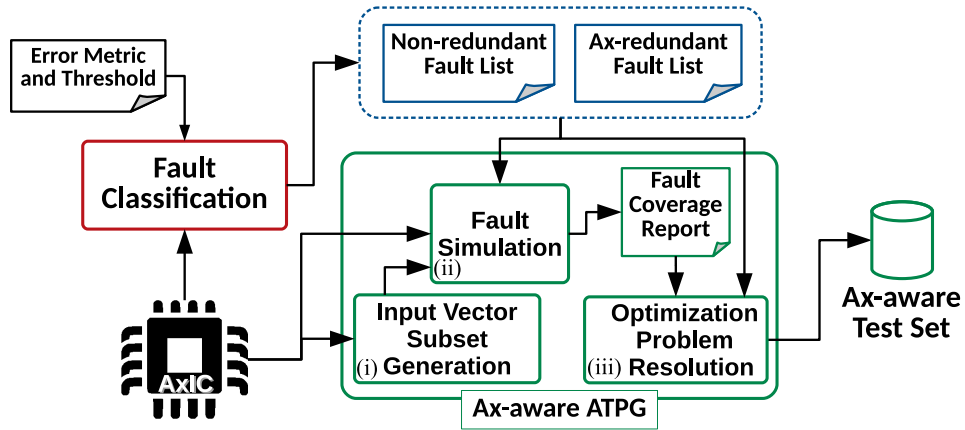 Error Metric
and Threshold
Non-redundant
Fault List
Ax-redundant
Fault List
Fault
Classification
Fault
Simulation
(ii)
Fault
Coverage
Report
Input Vector
Subset
(i) Generation
Optimization
Problem
(iii) Resolution
Ax-aware
Test Set
AxIC
Ax-aware ATPG